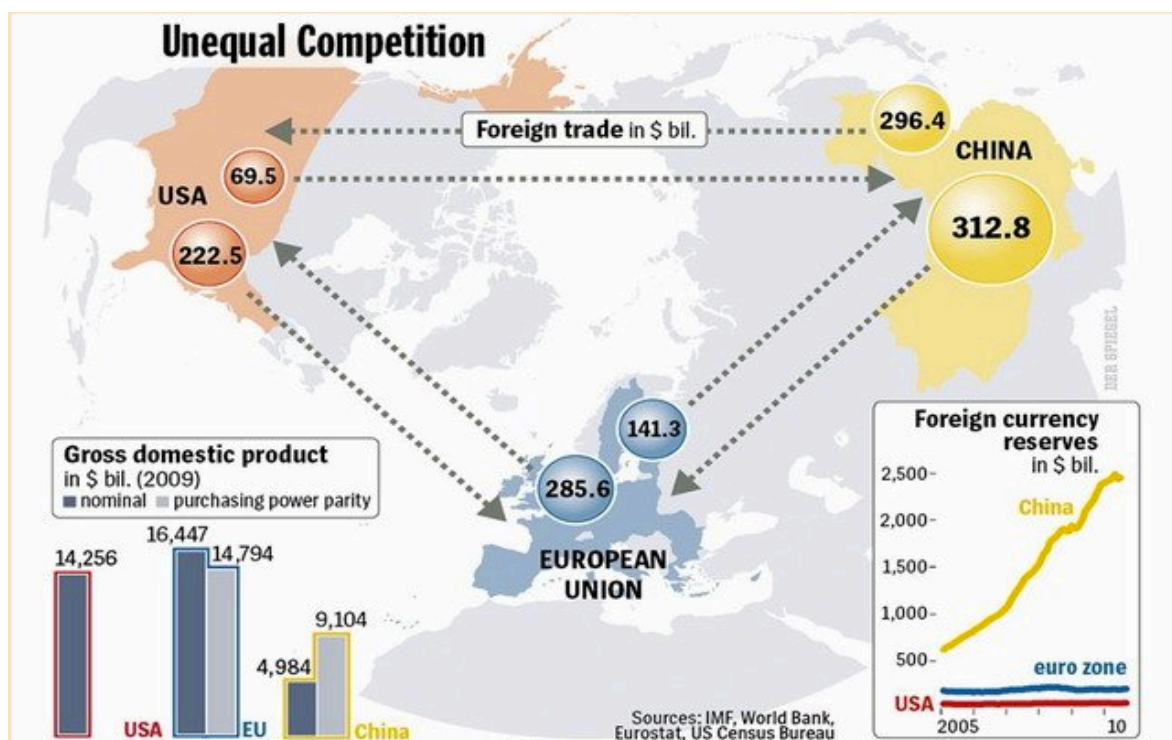 Unequal Competition
Foreign trade in $ bil.
296.4
CHINA
69.5
USA
312.8
222.5
DER SPIEGEL
141.3
285.6
EUROPEAN
UNION
Gross domestic product
in $ bil. (2009)
nominal purchasing power parity
16,447
14,256
14,794
9,104
4,984
USA
EU
China
Foreign currency
reserves
in $ bil.
2,500-
China
2,000-
1,500-
1,000-
500-
euro zone
USA
2005 10
Sources: IMF, World Bank,
Eurostat, US Census Bureau